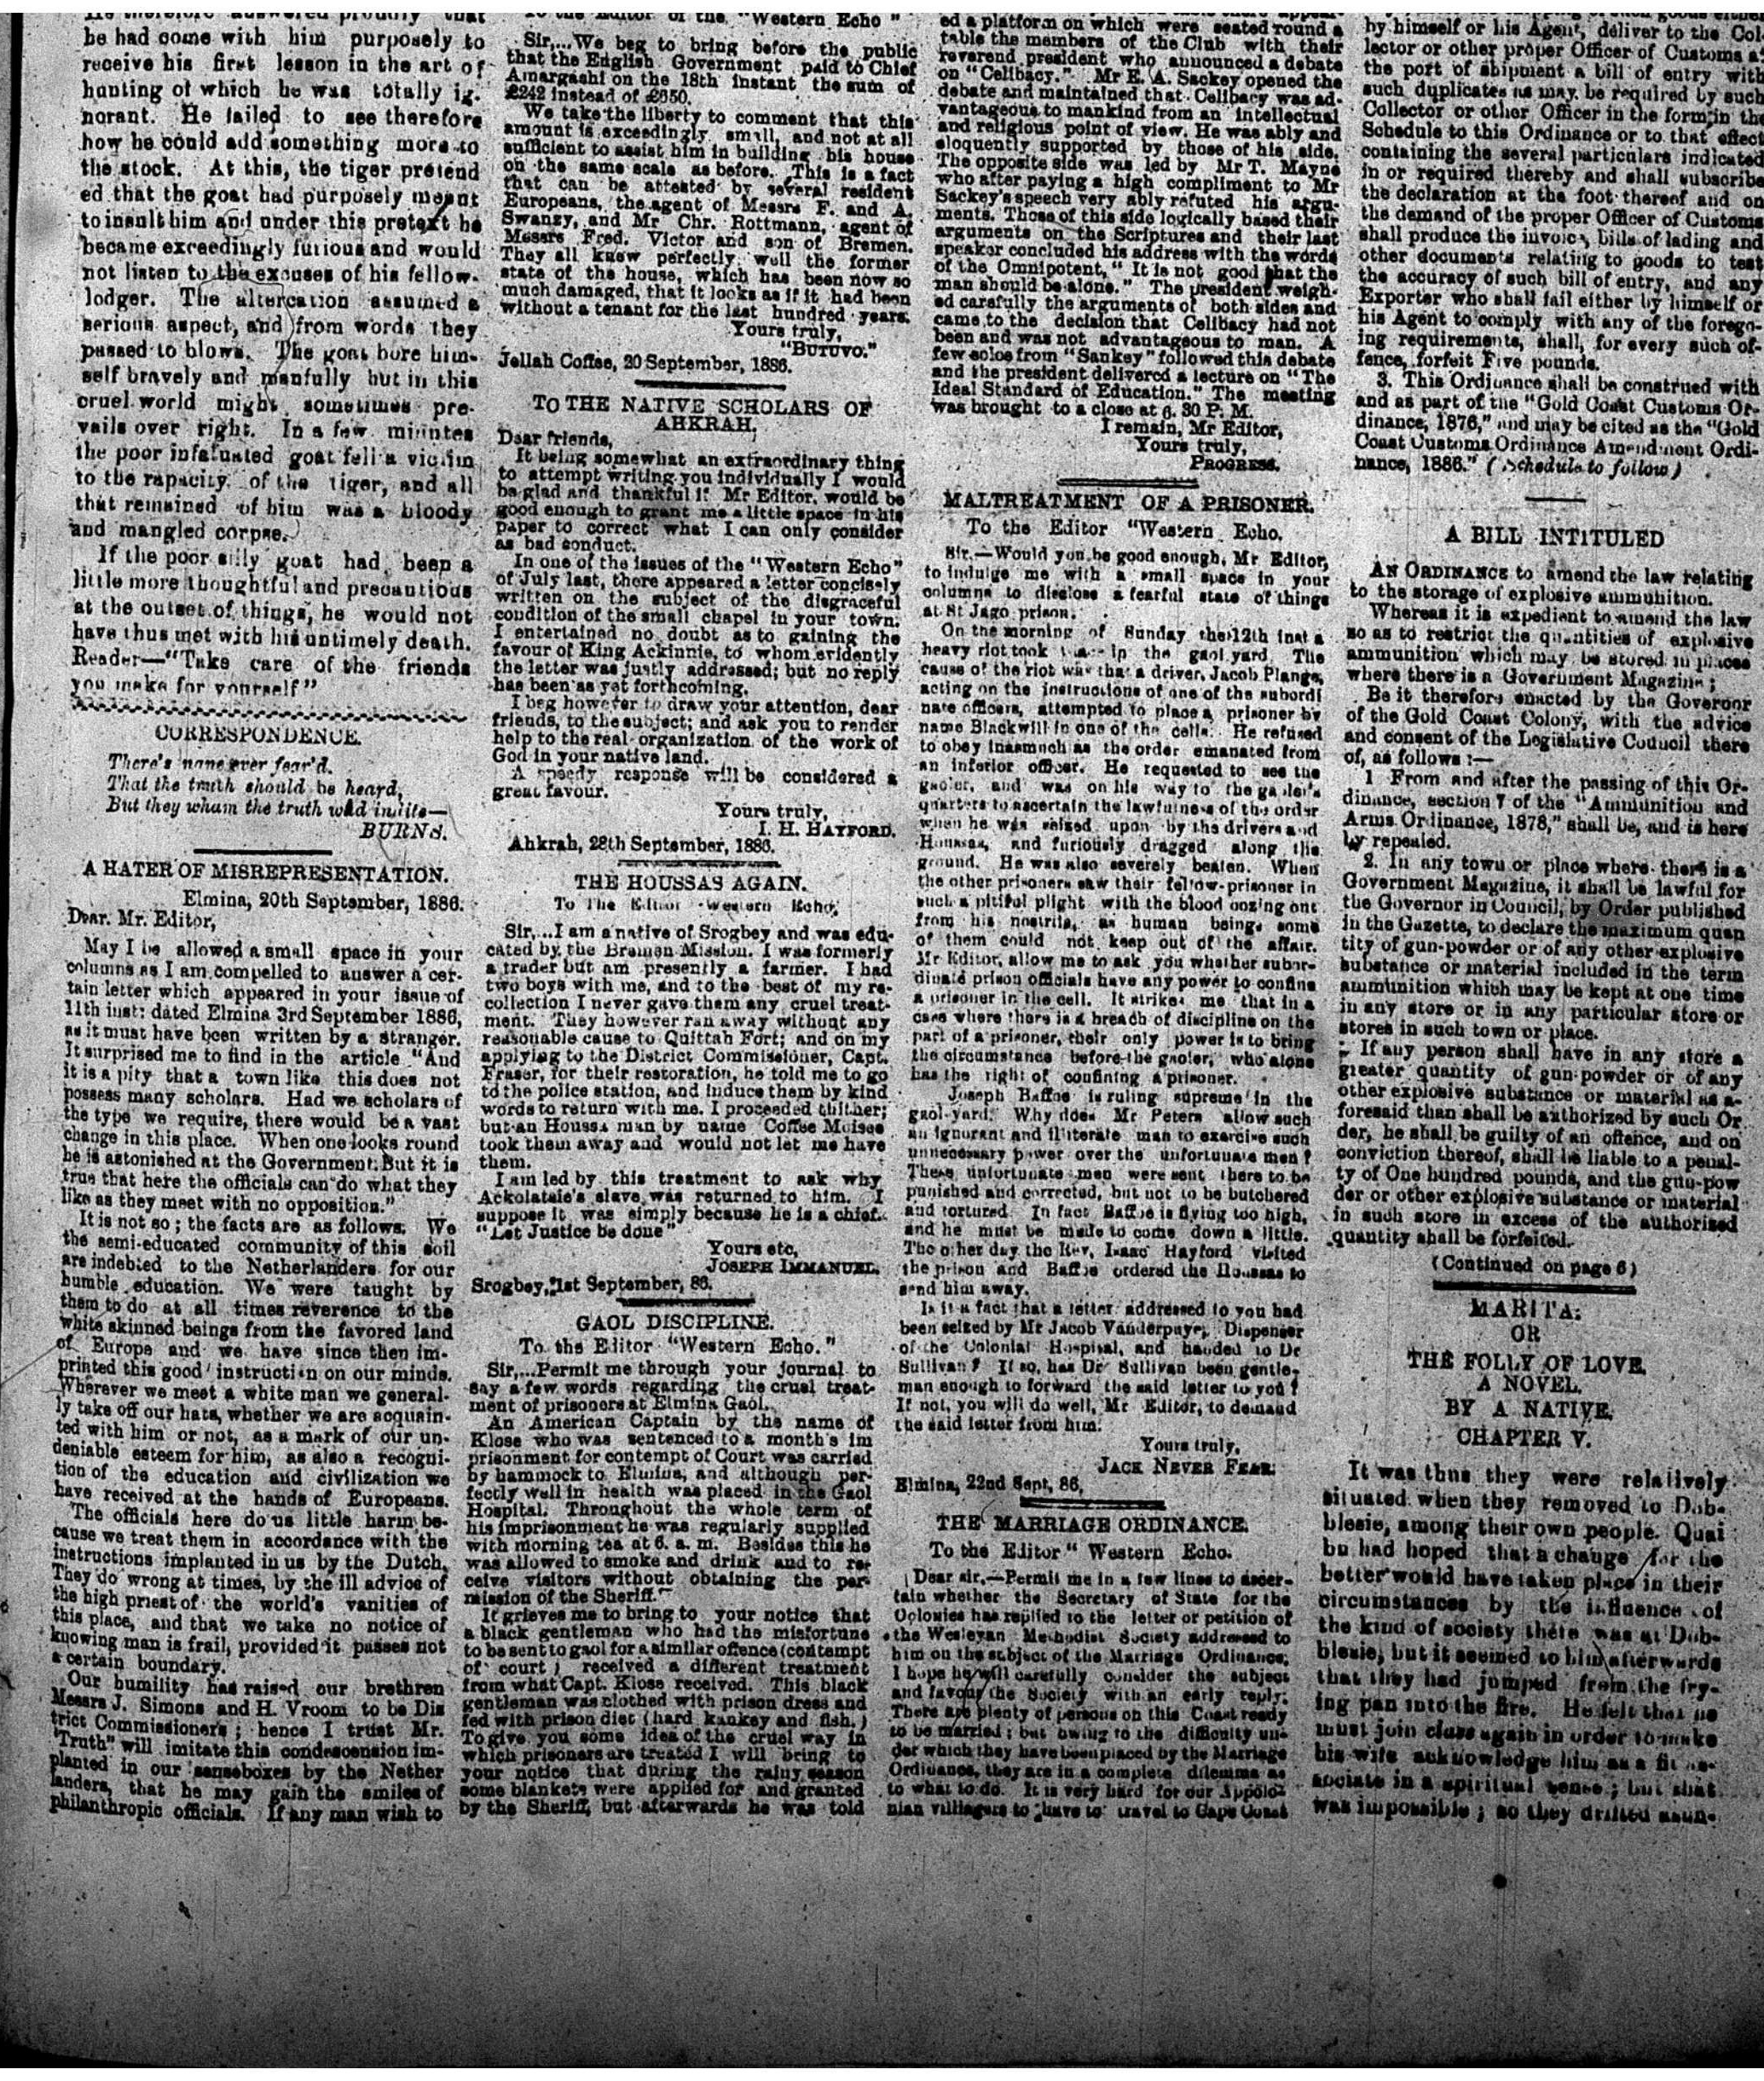 he had come with him purposely to
receive his first lesson in the art of
hunting of which he was totally ig-
norant. He failed to see therefore
how he could add something more to
the stock. At this, the tiger pretend
ed that the goat had purposely meant
to insult him and under this pretext he
became exceedingly furious and would
not listen to the excuses of his fellow-
lodger. The altercation assumed a
serious aspect, and from words they
passed to blows. The goat bore him-
self bravely and manfully but in this
cruel world might sometimes pre-
vails over right. In a few minutes
the poor infatuated goat fell a victim
to the rapacity of the tiger, and all
that remained of him was a bloody
and mangled corpse.
If the poor silly goat had been a
little more thoughtful and precautious
at the outset of things, he would not
have thus met with his untimely death.
Reader—"Take care of the friends
you make for yourself"
CORRESPONDENCE.
There's nane ever fear'd.
That the truth should be heard,
But they wham the truth wad indite—
BURNS.
A HATER OF MISREPRESENTATION.
Elmina, 20th September, 1886.
Dear. Mr. Editor,
May I be allowed a small space in your
columns as I am compelled to answer a cer-
tain letter which appeared in your issue of
11th inst: dated Elmina 3rd September 1886,
as it must have been written by a stranger.
It surprised me to find in the article "And
it is a pity that a town like this does not
possess many scholars. Had we scholars of
the type we require, there would be a vast
change in this place. When one looks round
he is astonished at the Government. But it is
true that here the officials can do what they
like as they meet with no opposition."
It is not so; the facts are as follows. We
the semi-educated community of this soil
are indebted to the Netherlanders for our
humble education. We were taught by
them to do at all times reverence to the
white skinned beings from the favored land
of Europe and we have since then im-
printed this good instruction on our minds.
Wherever we meet a white man we general-
ly take off our hats, whether we are acquain-
ted with him or not, as a mark of our un-
deniable esteem for him, as also a recogni-
tion of the education and civilization we
have received at the hands of Europeans.
The officials here do us little harm be-
cause we treat them in accordance with the
instructions implanted in us by the Dutch.
They do wrong at times, by the ill advice of
the high priest of the world's vanities of
this place, and that we take no notice of
knowing man is frail, provided it passes not
a certain boundary.
Our humility has raised our brethren
Messrs J. Simons and H. Vroom to be Dis
trict Commissioners; hence I trust Mr.
"Truth" will imitate this condescension im-
planted in our senseboxes by the Nether
landers, that he may gain the smiles of
philanthropic officials. If any man wish to
To the Editor of the "Western Echo"
Sir,...We beg to bring before the public
that the English Government paid to Chief
Amargashi on the 18th instant the sum of
£242 instead of £650.
We take the liberty to comment that this
amount is exceedingly small, and not at all
sufficient to assist him in building his house
on the same scale as before. This is a fact
that can be attested by several resident
Europeans, the agent of Messrs F. and A.
Swanzy, and Mr Chr. Rottmann, agent of
Messrs Fred. Victor and son of Bremen.
They all know perfectly well the former
state of the house, which has been now so
much damaged, that it looks as if it had been
without a tenant for the last hundred years.
Yours truly,
"BUTUVO."
Jellah Coffee, 20 September, 1886.
TO THE NATIVE SCHOLARS OF
AHKRAH.
Dear friends,
It being somewhat an extraordinary thing
to attempt writing you individually I would
be glad and thankful if Mr Editor, would be
good enough to grant me a little space in his
paper to correct what I can only consider
as bad conduct.
In one of the issues of the "Western Echo"
of July last, there appeared a letter concisely
written on the subject of the disgraceful
condition of the small chapel in your town.
I entertained no doubt as to gaining the
favour of King Ackinnie, to whom evidently
the letter was justly addressed; but no reply
has been as yet forthcoming.
I beg however to draw your attention, dear
friends, to the subject; and ask you to render
help to the real organization of the work of
God in your native land.
A speedy response will be considered a
great favour.
Yours truly,
I. H. HAYFORD.
Ahkrah, 28th September, 1886.
THE HOUSSAS AGAIN.
To The Editor Western Echo,
Sir,...I am a native of Srogbey and was edu-
cated by the Bremen Mission. I was formerly
a trader but am presently a farmer. I had
two boys with me, and to the best of my re-
collection I never gave them any cruel treat-
ment. They however ran away without any
reasonable cause to Quittah Fort; and on my
applying to the District Commissioner, Capt.
Fraser, for their restoration, he told me to go
to the police station, and induce them by kind
words to return with me. I proceeded thither;
but an Houssa man by name Coffee Moises
took them away and would not let me have
them.
I am led by this treatment to ask why
Ackolatsie's slave was returned to him. I
suppose it was simply because he is a chief.
"Let Justice be done"
Yours etc,
JOSEPH IMMANUEL.
Srogbey, 21st September, 86.
GAOL DISCIPLINE.
To the Editor "Western Echo."
Sir,...Permit me through your journal to
say a few words regarding the cruel treat-
ment of prisoners at Elmina Gaol.
An American Captain by the name of
Klose who was sentenced to a month's im
prisonment for contempt of Court was carried
by hammock to Elmina, and although per-
fectly well in health was placed in the Gaol
Hospital. Throughout the whole term of
his imprisonment he was regularly supplied
with morning tea at 6. a. m. Besides this he
was allowed to smoke and drink and to re-
ceive visitors without obtaining the per-
mission of the Sheriff.
It grieves me to bring to your notice that
a black gentleman who had the misfortune
to be sent to gaol for a similar offence (contempt
of court) received a different treatment
from what Capt. Klose received. This black
gentleman was clothed with prison dress and
fed with prison diet (hard kankey and fish.)
To give you some idea of the cruel way in
which prisoners are treated I will bring to
your notice that during the rainy season
some blankets were applied for and granted
by the Sheriff, but afterwards he was told
ed a platform on which were seated round a
table the members of the Club with their
reverend president who announced a debate
on "Celibacy." Mr E. A. Sackey opened the
debate and maintained that Celibacy was ad-
vantageous to mankind from an intellectual
and religious point of view. He was ably and
eloquently supported by those of his side.
The opposite side was led by Mr T. Mayne
who after paying a high compliment to Mr
Sackey's speech very ably refuted his argu-
ments. Those of this side logically based their
arguments on the Scriptures and their last
speaker concluded his address with the words
of the Omnipotent, "It is not good that the
man should be alone." The president weigh-
ed carefully the arguments of both sides and
came to the decision that Celibacy had not
been and was not advantageous to man. A
few solos from "Sankey" followed this debate
and the president delivered a lecture on "The
Ideal Standard of Education." The meeting
was brought to a close at 9. 30 P. M.
I remain, Mr Editor,
Yours truly,
PROGRESS.
MALTREATMENT OF A PRISONER.
To the Editor "Western Echo.
Sir.—Would you be good enough, Mr Editor,
to indulge me with a small space in your
columns to disclose a fearful state of things
at St Jago prison.
On the morning of Sunday the 12th inst a
heavy riot took place in the gaol yard. The
cause of the riot was that a driver, Jacob Plange,
acting on the instructions of one of the subordi
nate officers, attempted to place a prisoner by
name Blackwill in one of the cells. He refused
to obey inasmuch as the order emanated from
an inferior officer. He requested to see the
gaoler, and was on his way to the gaoler's
quarters to ascertain the lawfulness of the order
when he was seized upon by the drivers and
Houssas, and furiously dragged along the
ground. He was also severely beaten. When
the other prisoners saw their fellow-prisoner in
such a pitiful plight with the blood oozing out
from his nostrils, as human beings some
of them could not keep out of the affair.
Mr Editor, allow me to ask you whether subor-
dinate prison officials have any power to confine
a prisoner in the cell. It strikes me that in a
case where there is a breach of discipline on the
part of a prisoner, their only power is to bring
the circumstance before the gaoler, who alone
has the right of confining a prisoner.
Joseph Baffoe is ruling supreme in the
gaol-yard. Why does Mr Peters allow such
an ignorant and illiterate man to exercise such
unnecessary power over the unfortunate men?
These unfortunate men were sent there to be
punished and corrected, but not to be butchered
and tortured. In fact Baffoe is flying too high,
and he must be made to come down a little.
The other day the Rev, Isaac Hayford visited
the prison and Baffoe ordered the Houssas to
send him away.
Is it a fact that a letter addressed to you had
been seized by Mr Jacob Vanderpuye, Dispenser
of the Colonial Hospital, and handed to Dr
Sullivan? If so, has Dr Sullivan been gentle-
man enough to forward the said letter to you?
If not, you will do well, Mr Editor, to demand
the said letter from him.
Yours truly,
JACK NEVER FEAR.
Elmina, 22nd Sept, 86,
THE MARRIAGE ORDINANCE.
To the Editor "Western Echo.
Dear sir,—Permit me in a few lines to ascer-
tain whether the Secretary of State for the
Colonies has replied to the letter or petition of
the Wesleyan Methodist Society addressed to
him on the subject of the Marriage Ordinance.
I hope he will carefully consider the subject
and favour the Society with an early reply.
There are plenty of persons on this Coast ready
to be married; but owing to the difficulty un-
der which they have been placed by the Marriage
Ordinance, they are in a complete dilemma as
to what to do. It is very hard for our Appolo-
nian villagers to have to travel to Cape Coast
by himself or his Agent, deliver to the Col-
lector or other proper Officer of Customs at
the port of shipment a bill of entry with
such duplicates as may be required by such
Collector or other Officer in the form in the
Schedule to this Ordinance or to that effect
containing the several particulars indicated
in or required thereby and shall subscribe
the declaration at the foot thereof and on
the demand of the proper Officer of Customs
shall produce the invoice, bills of lading and
other documents relating to goods to test
the accuracy of such bill of entry, and any
Exporter who shall fail either by himself or
his Agent to comply with any of the forego-
ing requirements, shall, for every such of-
fence, forfeit Five pounds.
3. This Ordinance shall be construed with
and as part of the "Gold Coast Customs Or-
dinance, 1876," and may be cited as the "Gold
Coast Customs Ordinance Amendment Ordi-
nance, 1886." (Schedule to follow)
A BILL INTITULED
AN ORDINANCE to amend the law relating
to the storage of explosive ammunition.
Whereas it is expedient to amend the law
so as to restrict the quantities of explosive
ammunition which may be stored in places
where there is a Government Magazine;
Be it therefore enacted by the Governor
of the Gold Coast Colony, with the advice
and consent of the Legislative Council there
of, as follows:—
1 From and after the passing of this Or-
dinance, section 7 of the "Ammunition and
Arms Ordinance, 1878," shall be, and is here
by repealed.
2. In any town or place where there is a
Government Magazine, it shall be lawful for
the Governor in Council, by Order published
in the Gazette, to declare the maximum quan
tity of gun-powder or of any other explosive
substance or material included in the term
ammunition which may be kept at one time
in any store or in any particular store or
stores in such town or place.
If any person shall have in any store a
greater quantity of gun-powder or of any
other explosive substance or material as a-
foresaid than shall be authorized by such Or
der, he shall be guilty of an offence, and on
conviction thereof, shall be liable to a penal-
ty of One hundred pounds, and the gun-pow
der or other explosive substance or material
in such store in excess of the authorised
quantity shall be forfeited.
(Continued on page 6)
MARITA:
OR
THE FOLLY OF LOVE.
A NOVEL.
BY A NATIVE.
CHAPTER V.
It was thus they were relatively
situated when they removed to Dub-
blesie, among their own people. Quai
bu had hoped that a change for the
better would have taken place in their
circumstances by the influence of
the kind of society there was at Dub-
blesie, but it seemed to him afterwards
that they had jumped from the fry-
ing pan into the fire. He felt that he
must join class again in order to make
his wife acknowledge him as a fit as-
sociate in a spiritual sense; but that
was impossible; so they drifted asun-